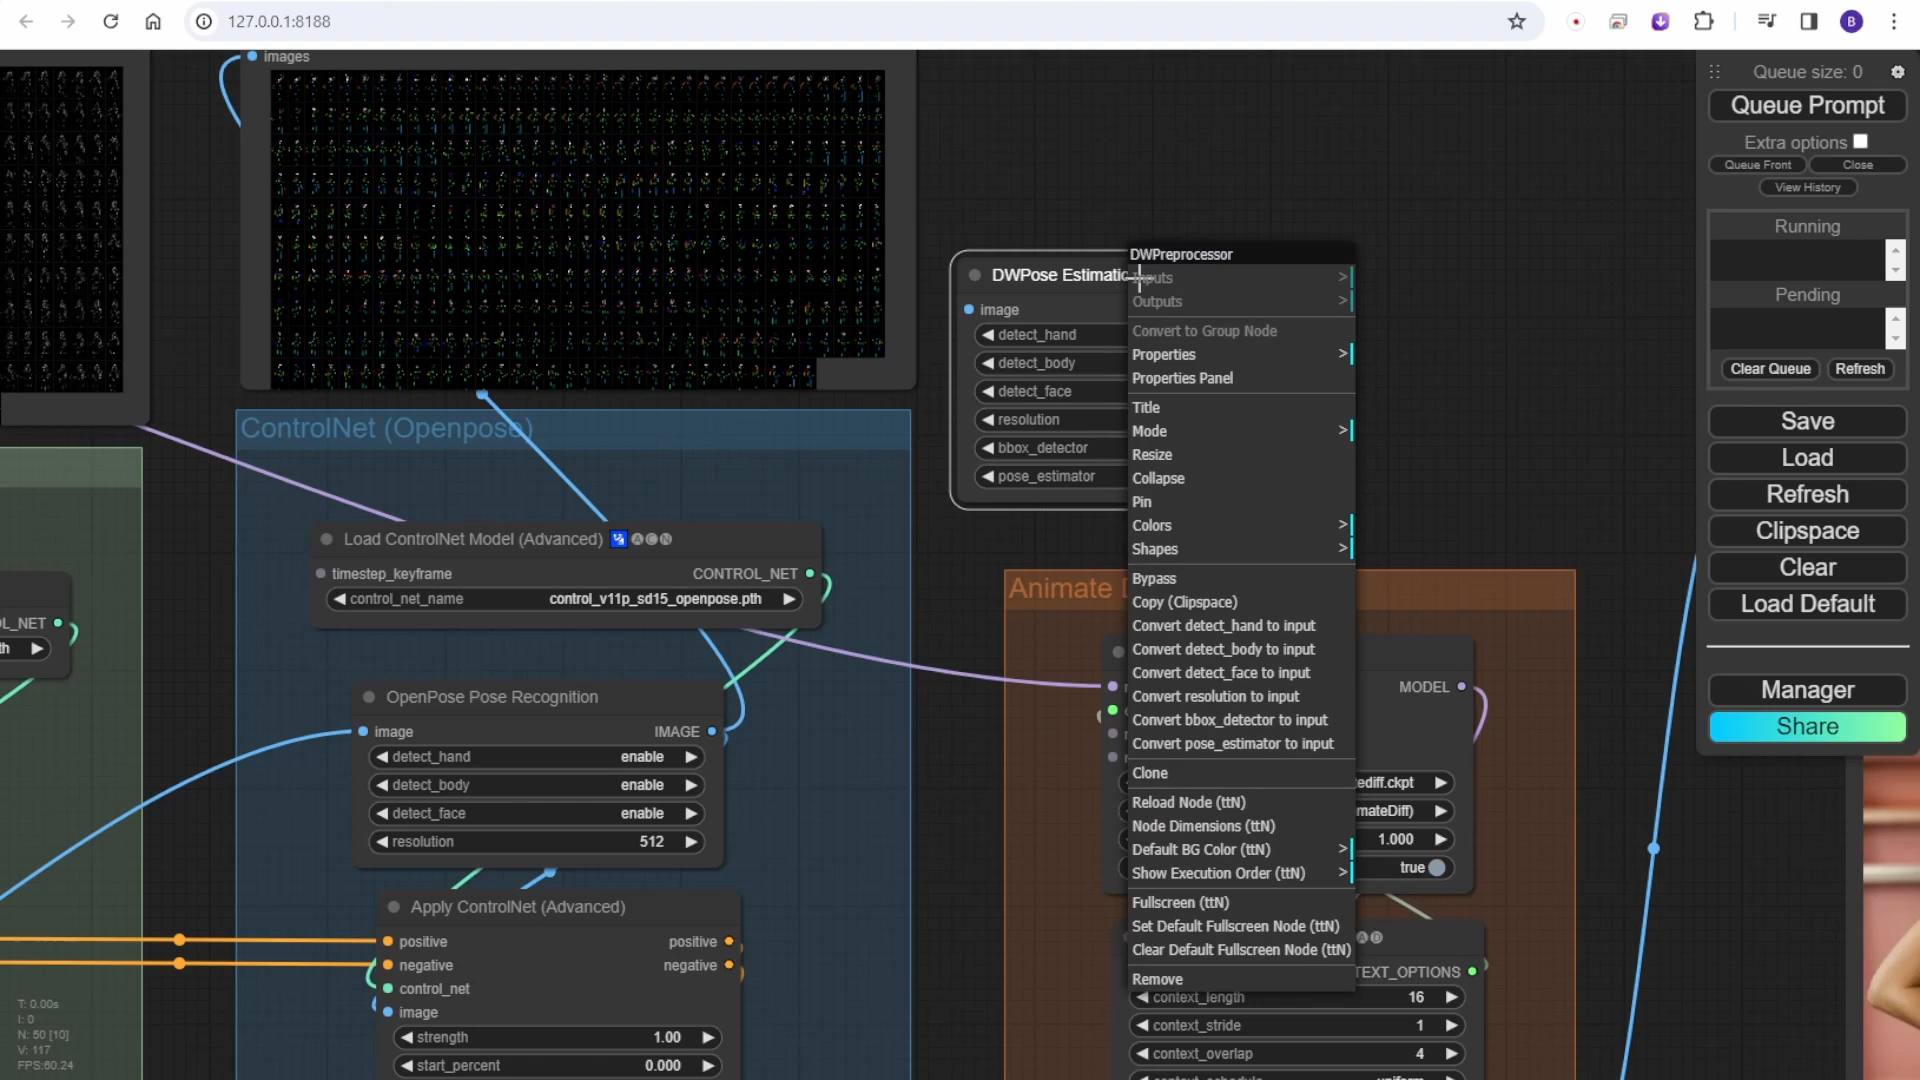 127.0.0.1:8188
B
images
ControlNet (Openpose)
Load ControlNet Model (Advanced)
A C N
timestep_keyframe
CONTROL_NET
control_net_name
control_v11p_sd15_openpose.pth
L_NET
th
OpenPose Pose Recognition
image
IMAGE
detect_hand
enable
detect_body
enable
detect_face
enable
resolution
512
Apply ControlNet (Advanced)
positive
positive
negative
negative
control_net
image
strength
1.00
start_percent
0.000
T: 0.00s
I: 0
N: 50 [10]
V: 117
FPS:60.24
DWPose Estimatio
image
detect_hand
detect_body
detect_face
resolution
bbox_detector
pose_estimator
DWPreprocessor
Inputs >
Outputs >
Convert to Group Node
Properties >
Properties Panel
Title
Mode >
Resize
Collapse
Pin
Colors >
Shapes >
Bypass
Copy (Clipspace)
Convert detect_hand to input
Convert detect_body to input
Convert detect_face to input
Convert resolution to input
Convert bbox_detector to input
Convert pose_estimator to input
Clone
Reload Node (ttN)
Node Dimensions (ttN)
Default BG Color (ttN) >
Show Execution Order (ttN) >
Fullscreen (ttN)
Set Default Fullscreen Node (ttN)
Clear Default Fullscreen Node (ttN)
Remove
Animate
MODEL
ediff.ckpt
mateDiff)
1.000
true
A D
TEXT_OPTIONS
context_length
16
context_stride
1
context_overlap
4
Queue size: 0
Queue Prompt
Extra options
Queue Front
Close
View History
Running
Pending
Clear Queue
Refresh
Save
Load
Refresh
Clipspace
Clear
Load Default
Manager
Share